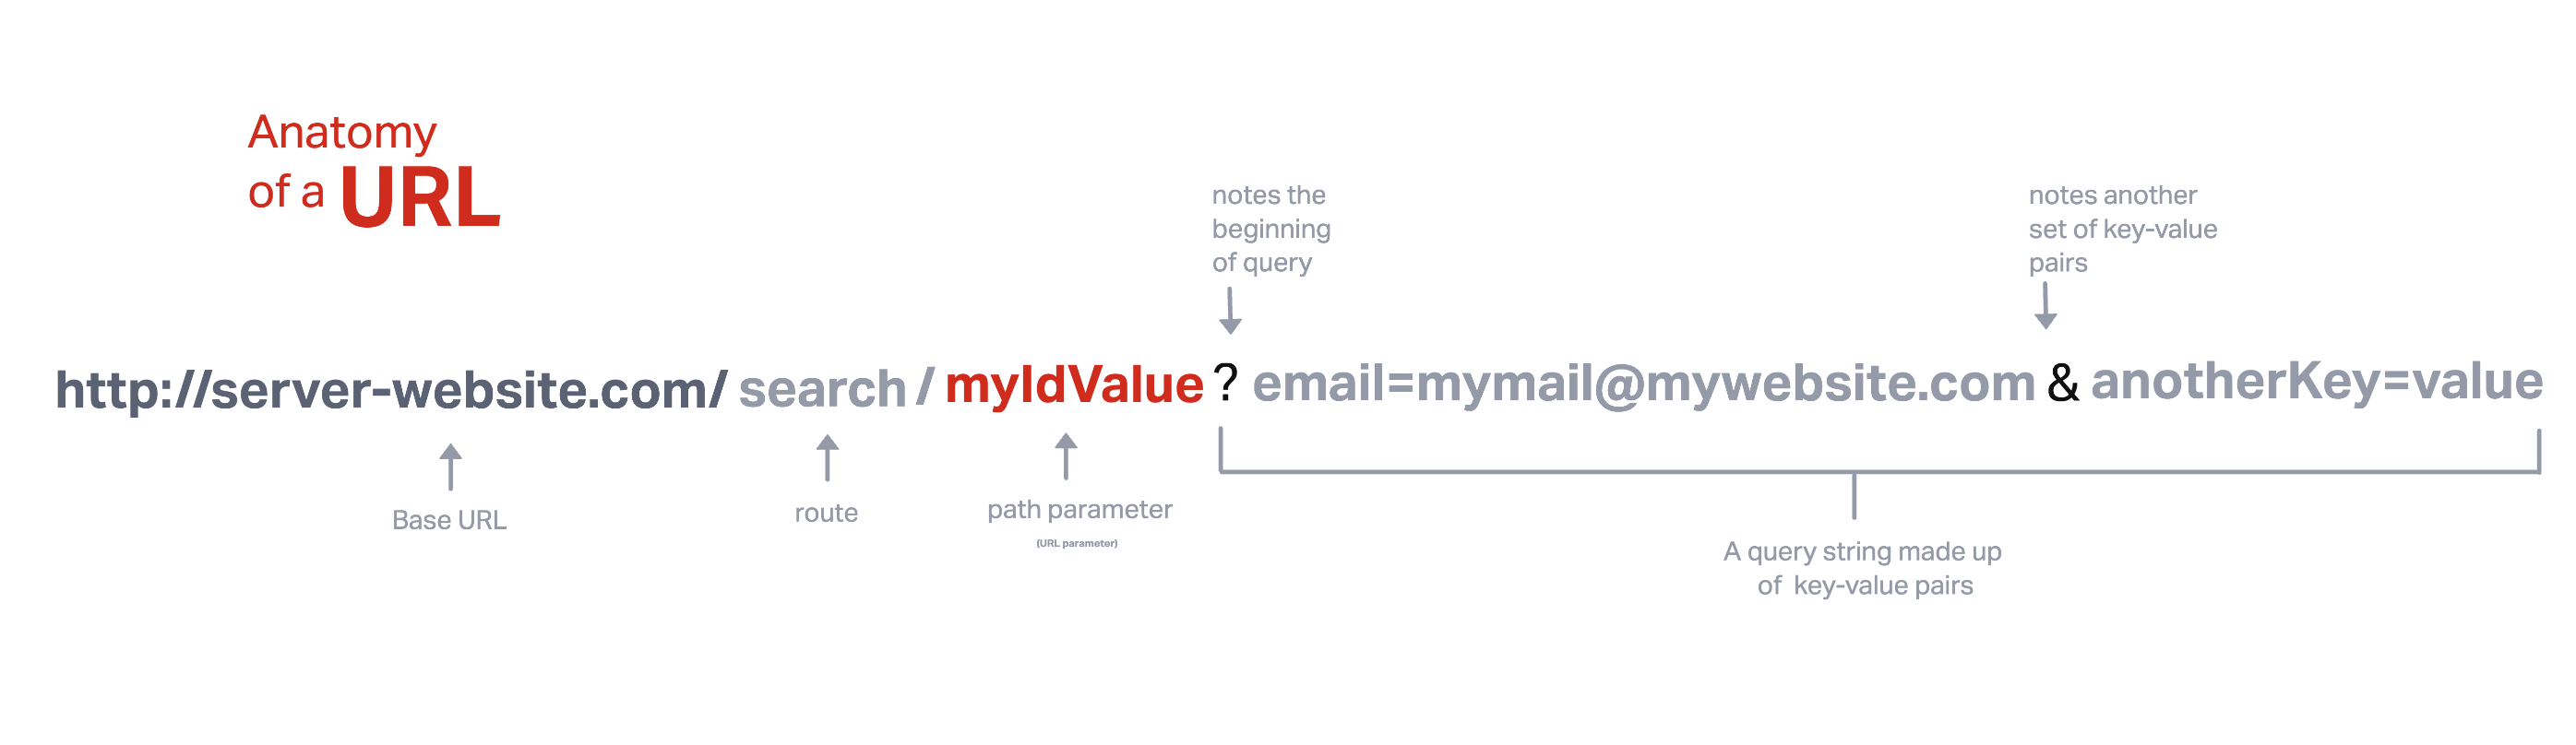 Anatomy
of a URL
notes the
beginning
of query
notes another
set of key-value
pairs
http://server-website.com/ search / myIdValue ? email=mymail@mywebsite.com & anotherKey=value
Base URL
route
path parameter
(URL parameter)
A query string made up
of key-value pairs